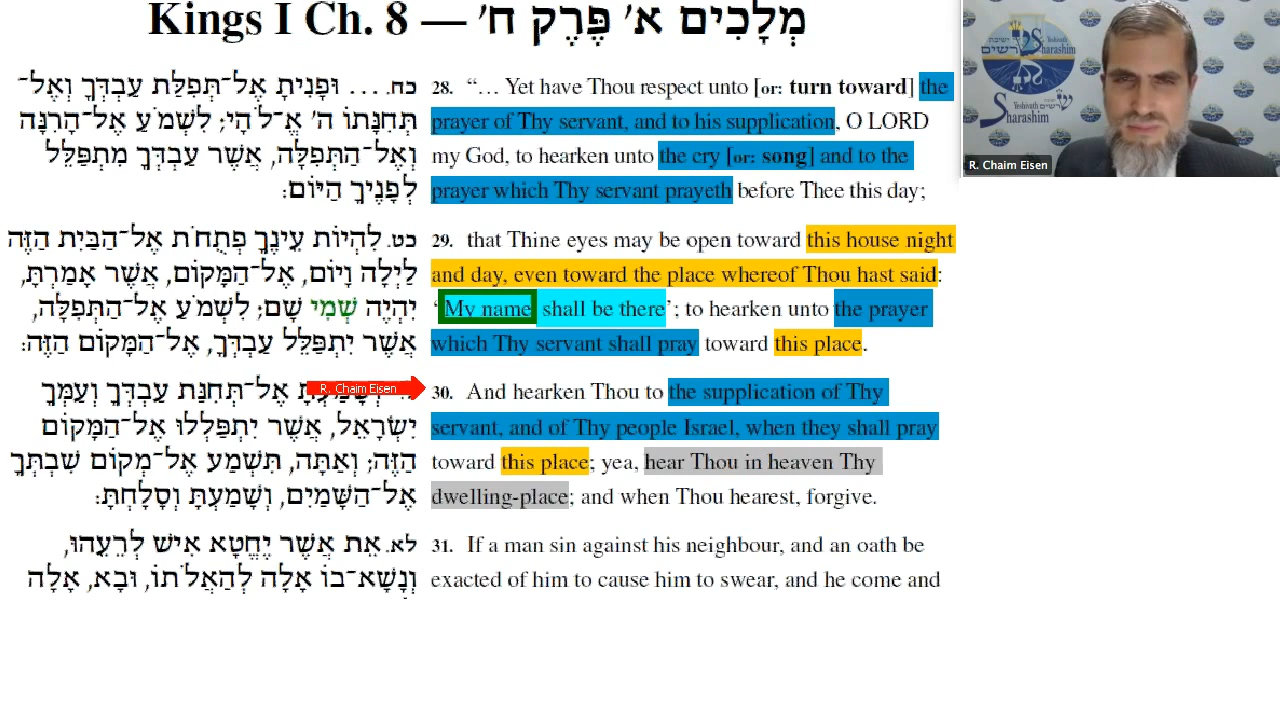 Kings I Ch. 8 — מְלָכִים א׳ פֶּרֶק ח׳
כח. ... וּפָנִיתָ אֶל־תְּפִלַּת עַבְדְּךָ וְאֶל־
תְּחִנָּתוֹ ה׳ אֱ־לֹהָי; לִשְׁמֹעַ אֶל־הָרִנָּה
וְאֶל־הַתְּפִלָּה, אֲשֶׁר עַבְדְּךָ מִתְפַּלֵּל
לְפָנֶיךָ הַיּוֹם:
28. “… Yet have Thou respect unto [or: turn toward] the
prayer of Thy servant, and to his supplication, O LORD
my God, to hearken unto the cry [or: song] and to the
prayer which Thy servant prayeth before Thee this day;
כט. לִהְיוֹת עֵינֶךָ פְתֻחֹת אֶל־הַבַּיִת הַזֶּה
לַיְלָה וָיוֹם, אֶל־הַמָּקוֹם, אֲשֶׁר אָמַרְתָּ,
יִהְיֶה שְׁמִי שָׁם; לִשְׁמֹעַ אֶל־הַתְּפִלָּה,
אֲשֶׁר יִתְפַּלֵּל עַבְדְּךָ, אֶל־הַמָּקוֹם הַזֶּה:
29. that Thine eyes may be open toward this house night
and day, even toward the place whereof Thou hast said:
‘My name shall be there’; to hearken unto the prayer
which Thy servant shall pray toward this place.
אֶל־תְּחִנַּת עַבְדְּךָ וְעַמְּךָ
יִשְׂרָאֵל, אֲשֶׁר יִתְפַּלְלוּ אֶל־הַמָּקוֹם
הַזֶּה; וְאַתָּה, תִּשְׁמַע אֶל־מְקוֹם שִׁבְתְּךָ
אֶל־הַשָּׁמַיִם, וְשָׁמַעְתָּ וְסָלָחְתָּ:
R. Chaim Eisen
30. And hearken Thou to the supplication of Thy
servant, and of Thy people Israel, when they shall pray
toward this place; yea, hear Thou in heaven Thy
dwelling-place; and when Thou hearest, forgive.
לא. אֵת אֲשֶׁר יֶחֱטָא אִישׁ לְרֵעֵהוּ,
וְנָשָׁא־בוֹ אָלָה לְהַאֲלֹתוֹ, וּבָא, אָלָה
31. If a man sin against his neighbour, and an oath be
exacted of him to cause him to swear, and he come and
ישיבת
שרשים
Yeshivath
Sharashim
R. Chaim Eisen